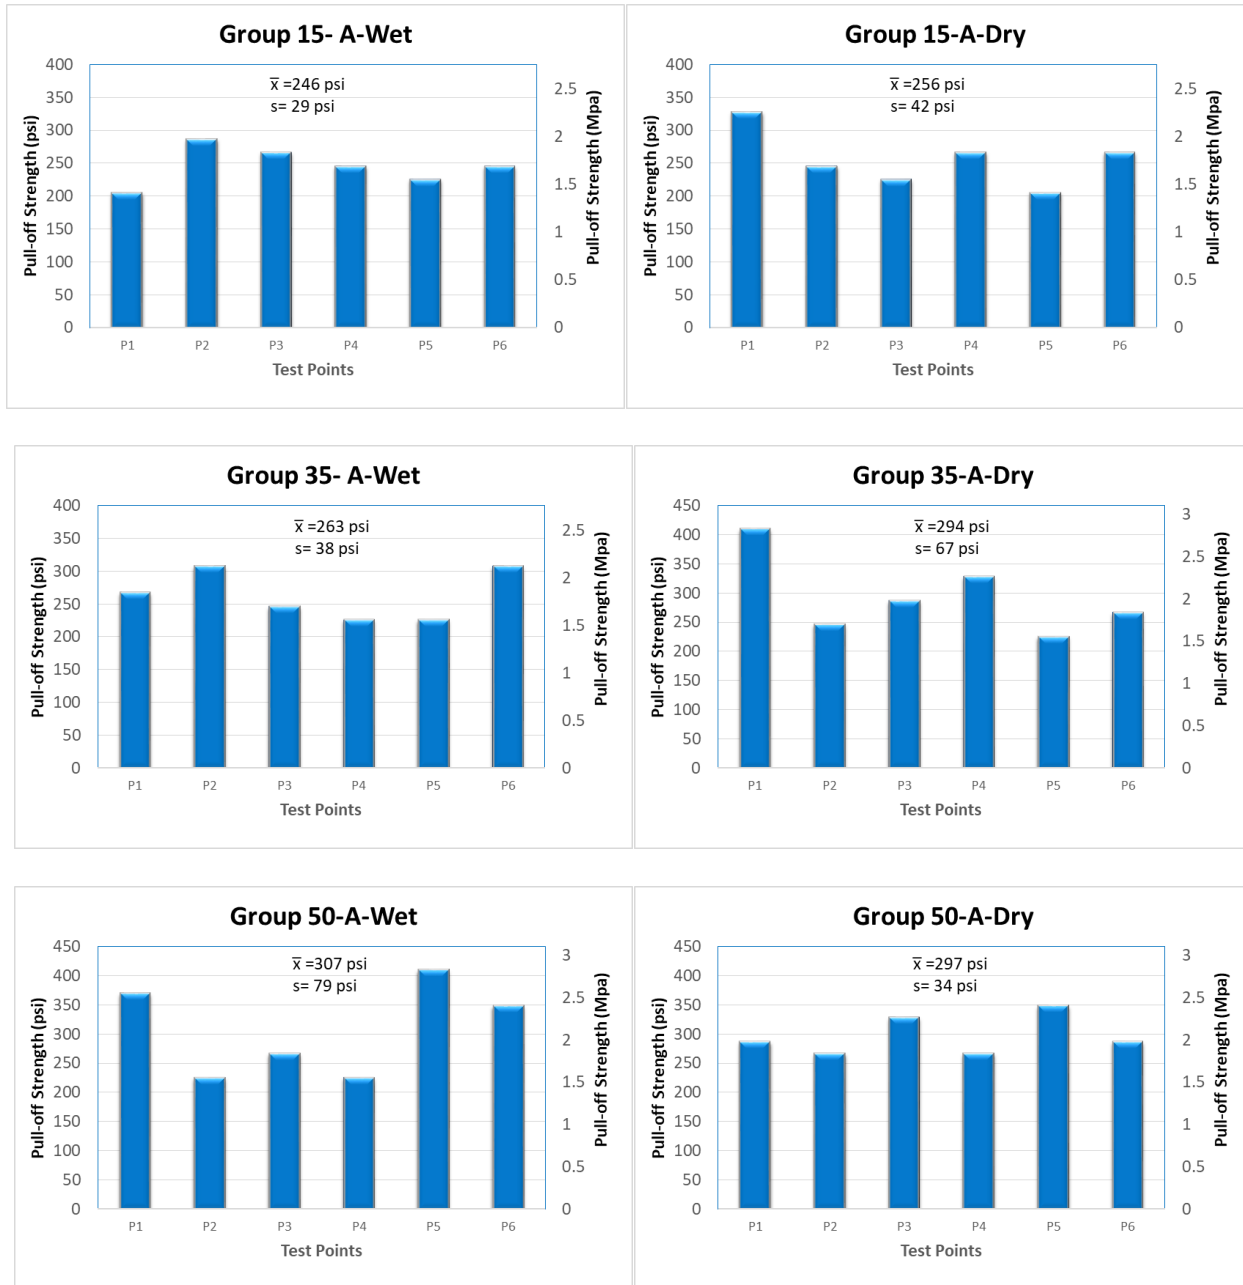 Group 15- A-Wet
x̅ =246 psi
s= 29 psi
Pull-off Strength (psi)
400
350
300
250
200
150
100
50
0
2.5
2
1.5
1
0.5
0
Pull-off Strength (Mpa)
P1 P2 P3 P4 P5 P6
Test Points
Group 15-A-Dry
x̅ =256 psi
s= 42 psi
Pull-off Strength (psi)
400
350
300
250
200
150
100
50
0
2.5
2
1.5
1
0.5
0
Pull-off Strength (Mpa)
P1 P2 P3 P4 P5 P6
Test Points
Group 35- A-Wet
x̅ =263 psi
s= 38 psi
Pull-off Strength (psi)
400
350
300
250
200
150
100
50
0
2.5
2
1.5
1
0.5
0
Pull-off Strength (Mpa)
P1 P2 P3 P4 P5 P6
Test Points
Group 35-A-Dry
x̅ =294 psi
s= 67 psi
Pull-off Strength (psi)
450
400
350
300
250
200
150
100
50
0
3
2.5
2
1.5
1
0.5
0
Pull-off Strength (Mpa)
P1 P2 P3 P4 P5 P6
Test Points
Group 50-A-Wet
x̅ =307 psi
s= 79 psi
Pull-off Strength (psi)
450
400
350
300
250
200
150
100
50
0
3
2.5
2
1.5
1
0.5
0
Pull-off Strength (Mpa)
P1 P2 P3 P4 P5 P6
Test Points
Group 50-A-Dry
x̅ =297 psi
s= 34 psi
Pull-off Strength (psi)
450
400
350
300
250
200
150
100
50
0
3
2.5
2
1.5
1
0.5
0
Pull-off Strength (Mpa)
P1 P2 P3 P4 P5 P6
Test Points